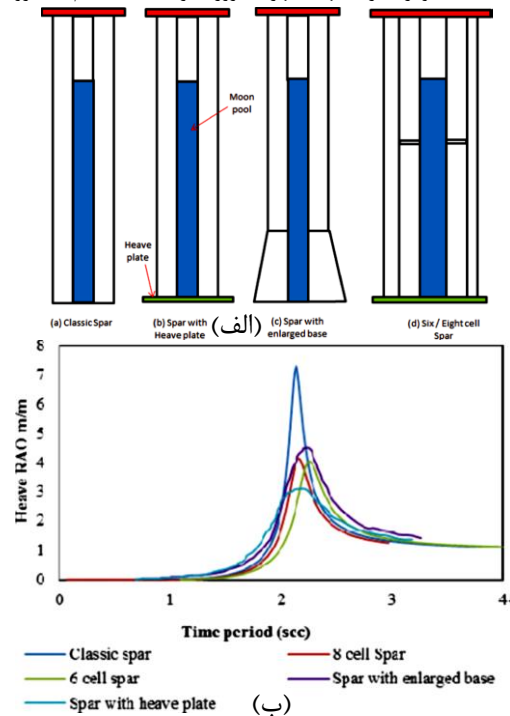 Moon
pool
Heave
plate
(a) Classic Spar
(b) Spar with
Heave plate
(c) Spar with
enlarged base
(d) Six / Eight cell
Spar
(الف)
8
7
6
5
4
3
2
1
0
Heave RAO m/m
0 1 2 3 4
Time period (scc)
Classic spar
8 cell Spar
6 cell spar
Spar with enlarged base
Spar with heave plate
(ب)